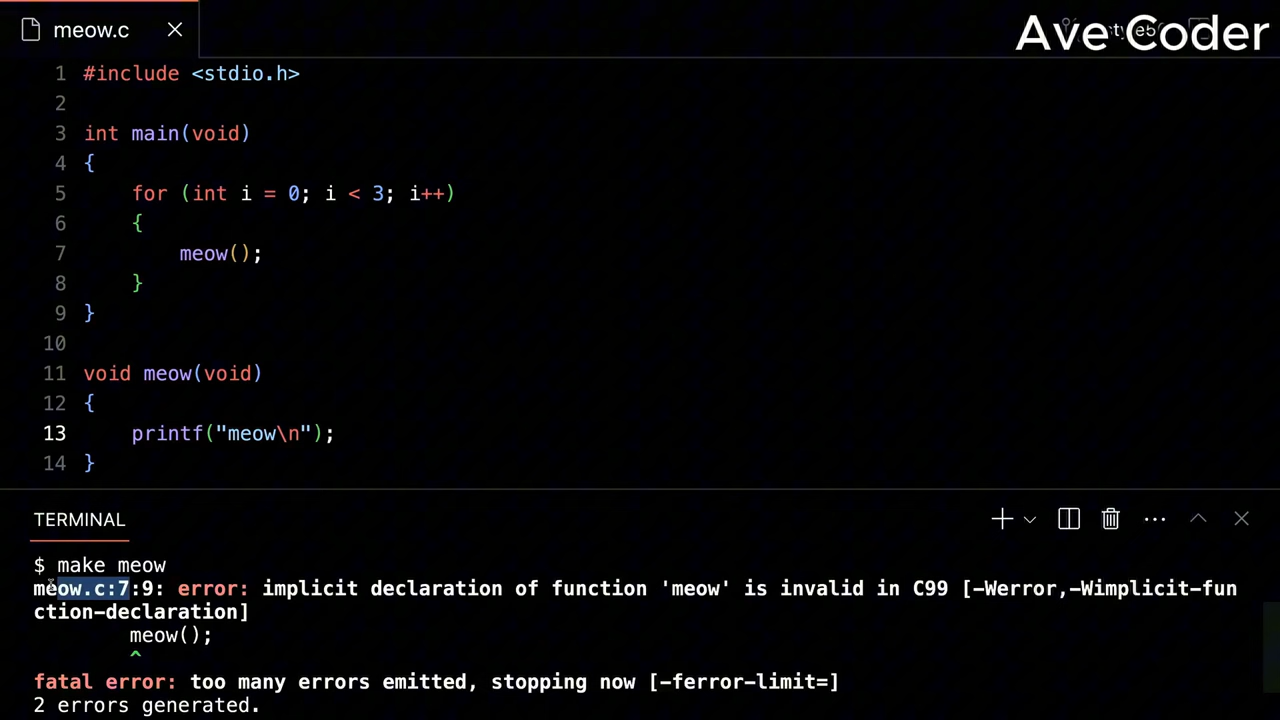 meow.c
Ave Coder
1 #include <stdio.h>
2
3 int main(void)
4 {
5     for (int i = 0; i < 3; i++)
6     {
7         meow();
8     }
9 }
10
11 void meow(void)
12 {
13     printf("meow\n");
14 }
TERMINAL
$ make meow
meow.c:7:9: error: implicit declaration of function 'meow' is invalid in C99 [-Werror,-Wimplicit-fun
ction-declaration]
        meow();
        ^
fatal error: too many errors emitted, stopping now [-ferror-limit=]
2 errors generated.